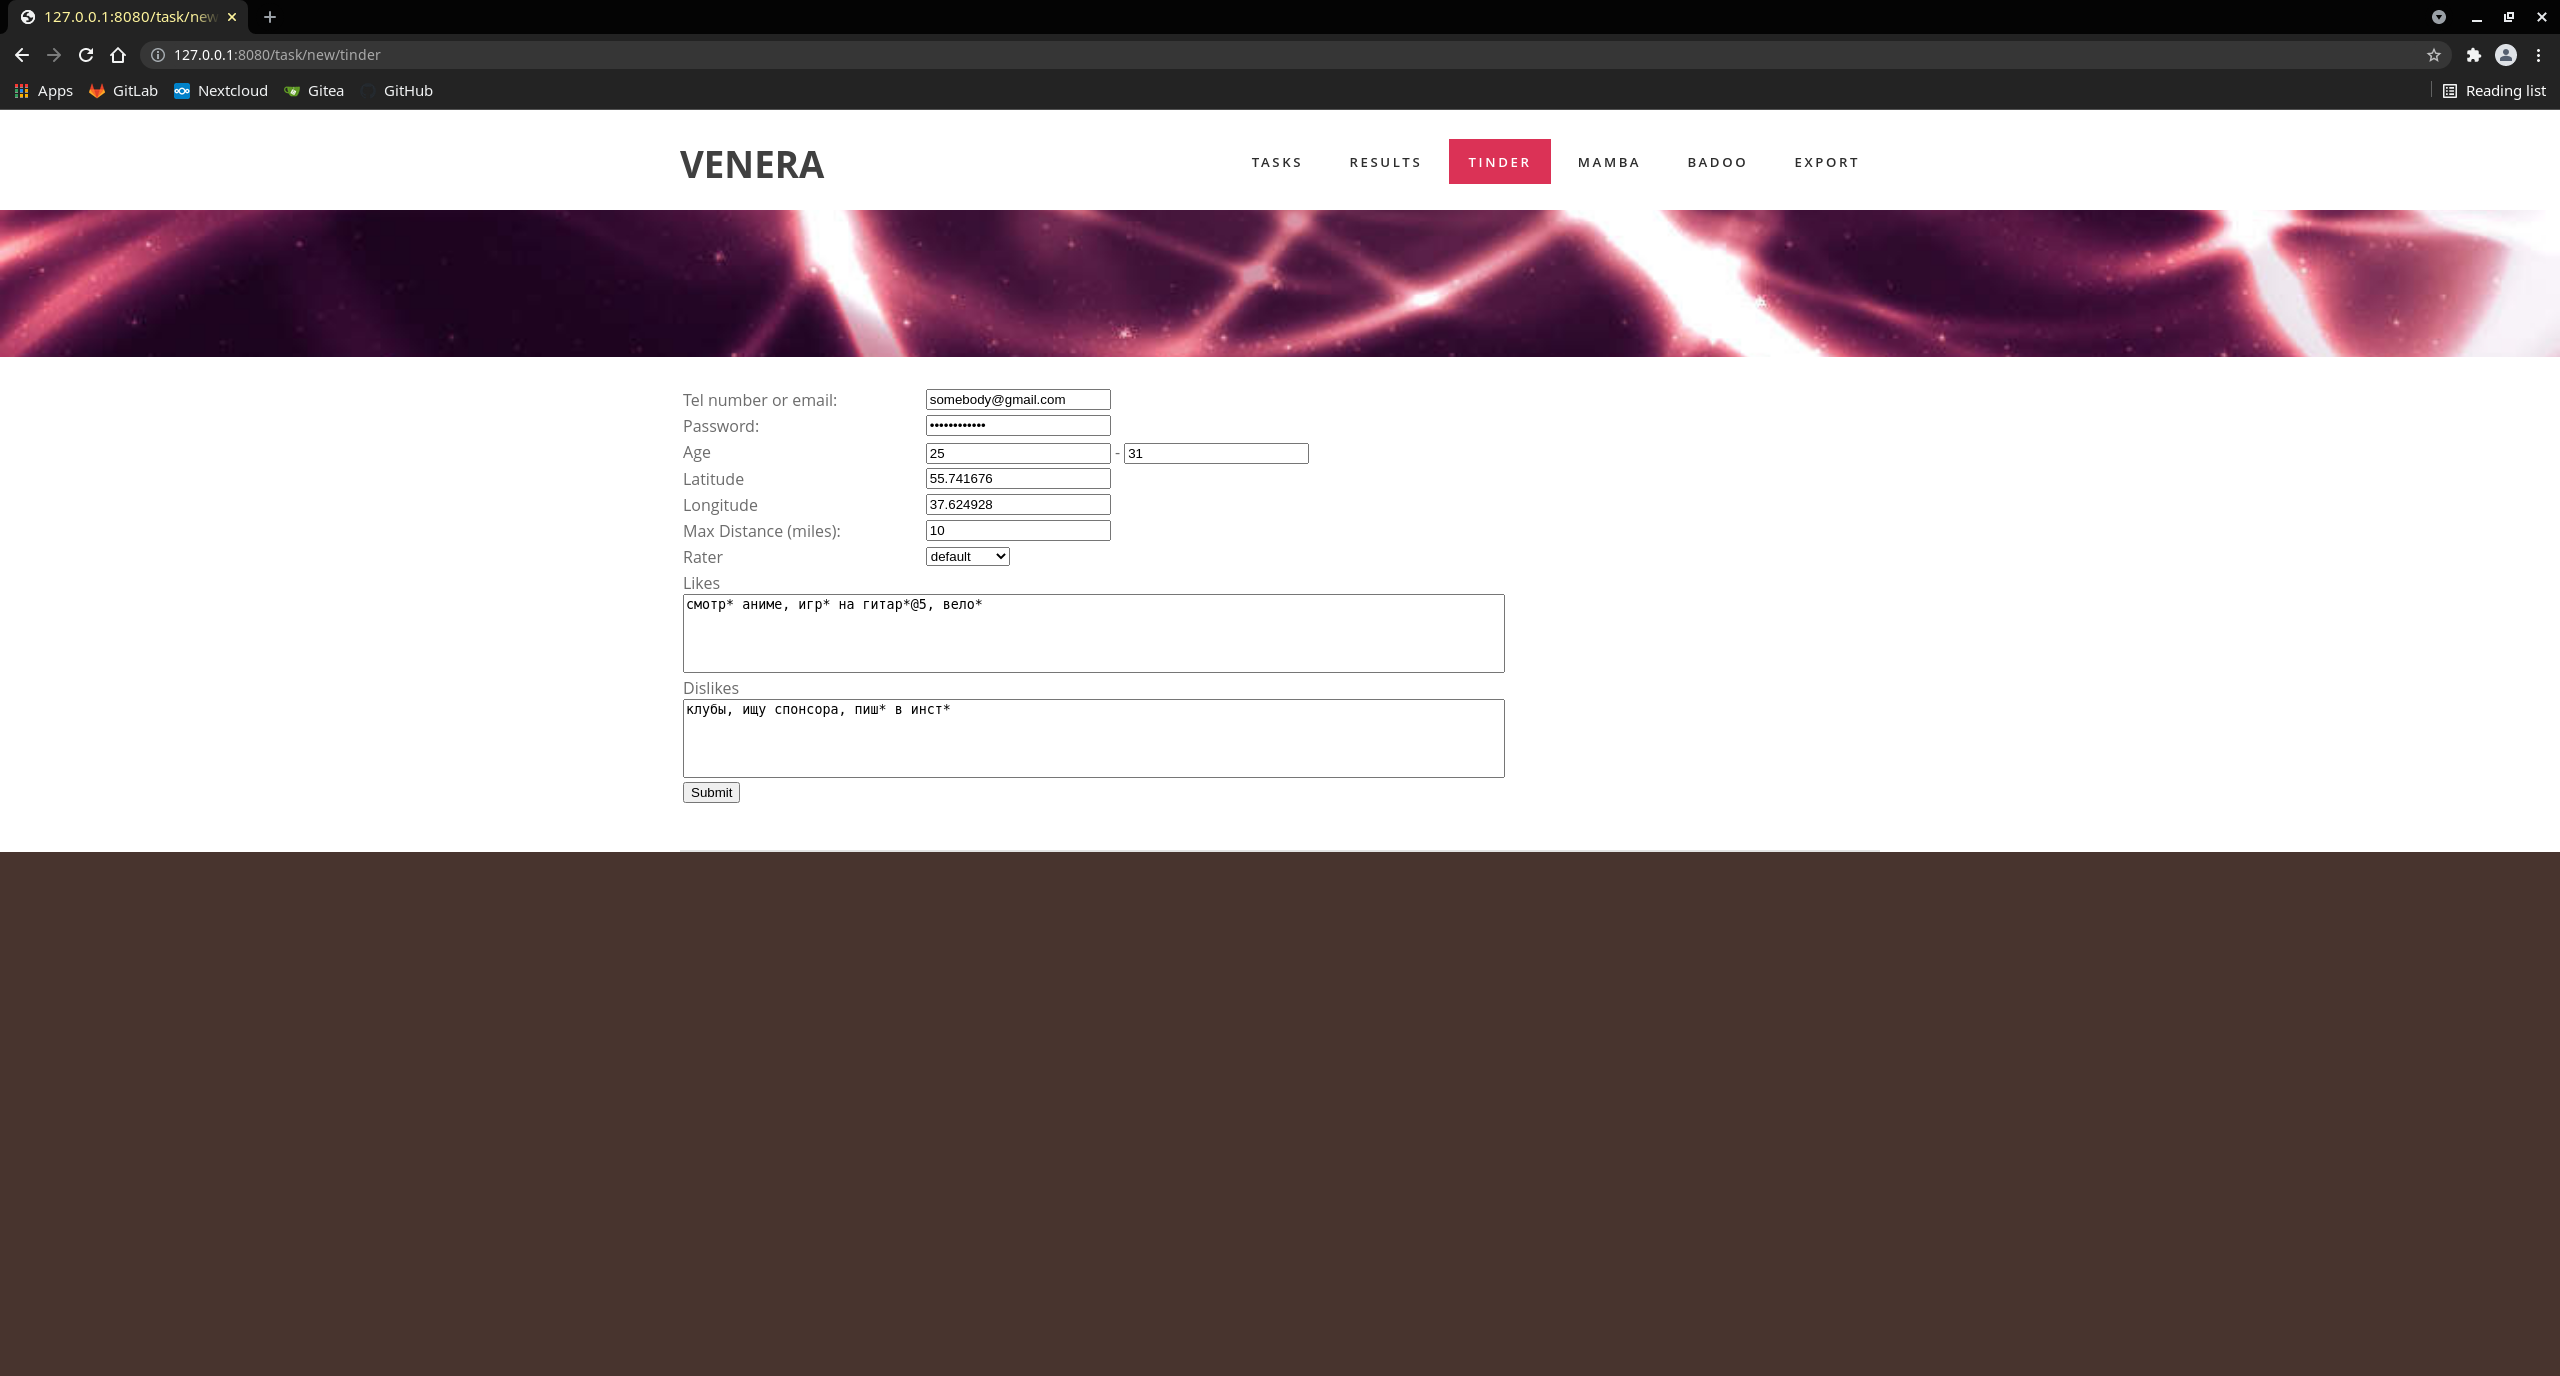 127.0.0.1:8080/task/new
127.0.0.1:8080/task/new/tinder
Apps GitLab Nextcloud Gitea GitHub Reading list
VENERA TASKS RESULTS TINDER MAMBA BADOO EXPORT
Tel number or email: somebody@gmail.com
Password: ••••••••••••
Age 25 - 31
Latitude 55.741676
Longitude 37.624928
Max Distance (miles): 10
Rater default
Likes
смотр* аниме, игр* на гитар*@5, вело*
Dislikes
клубы, ищу спонсора, пиш* в инст*
Submit